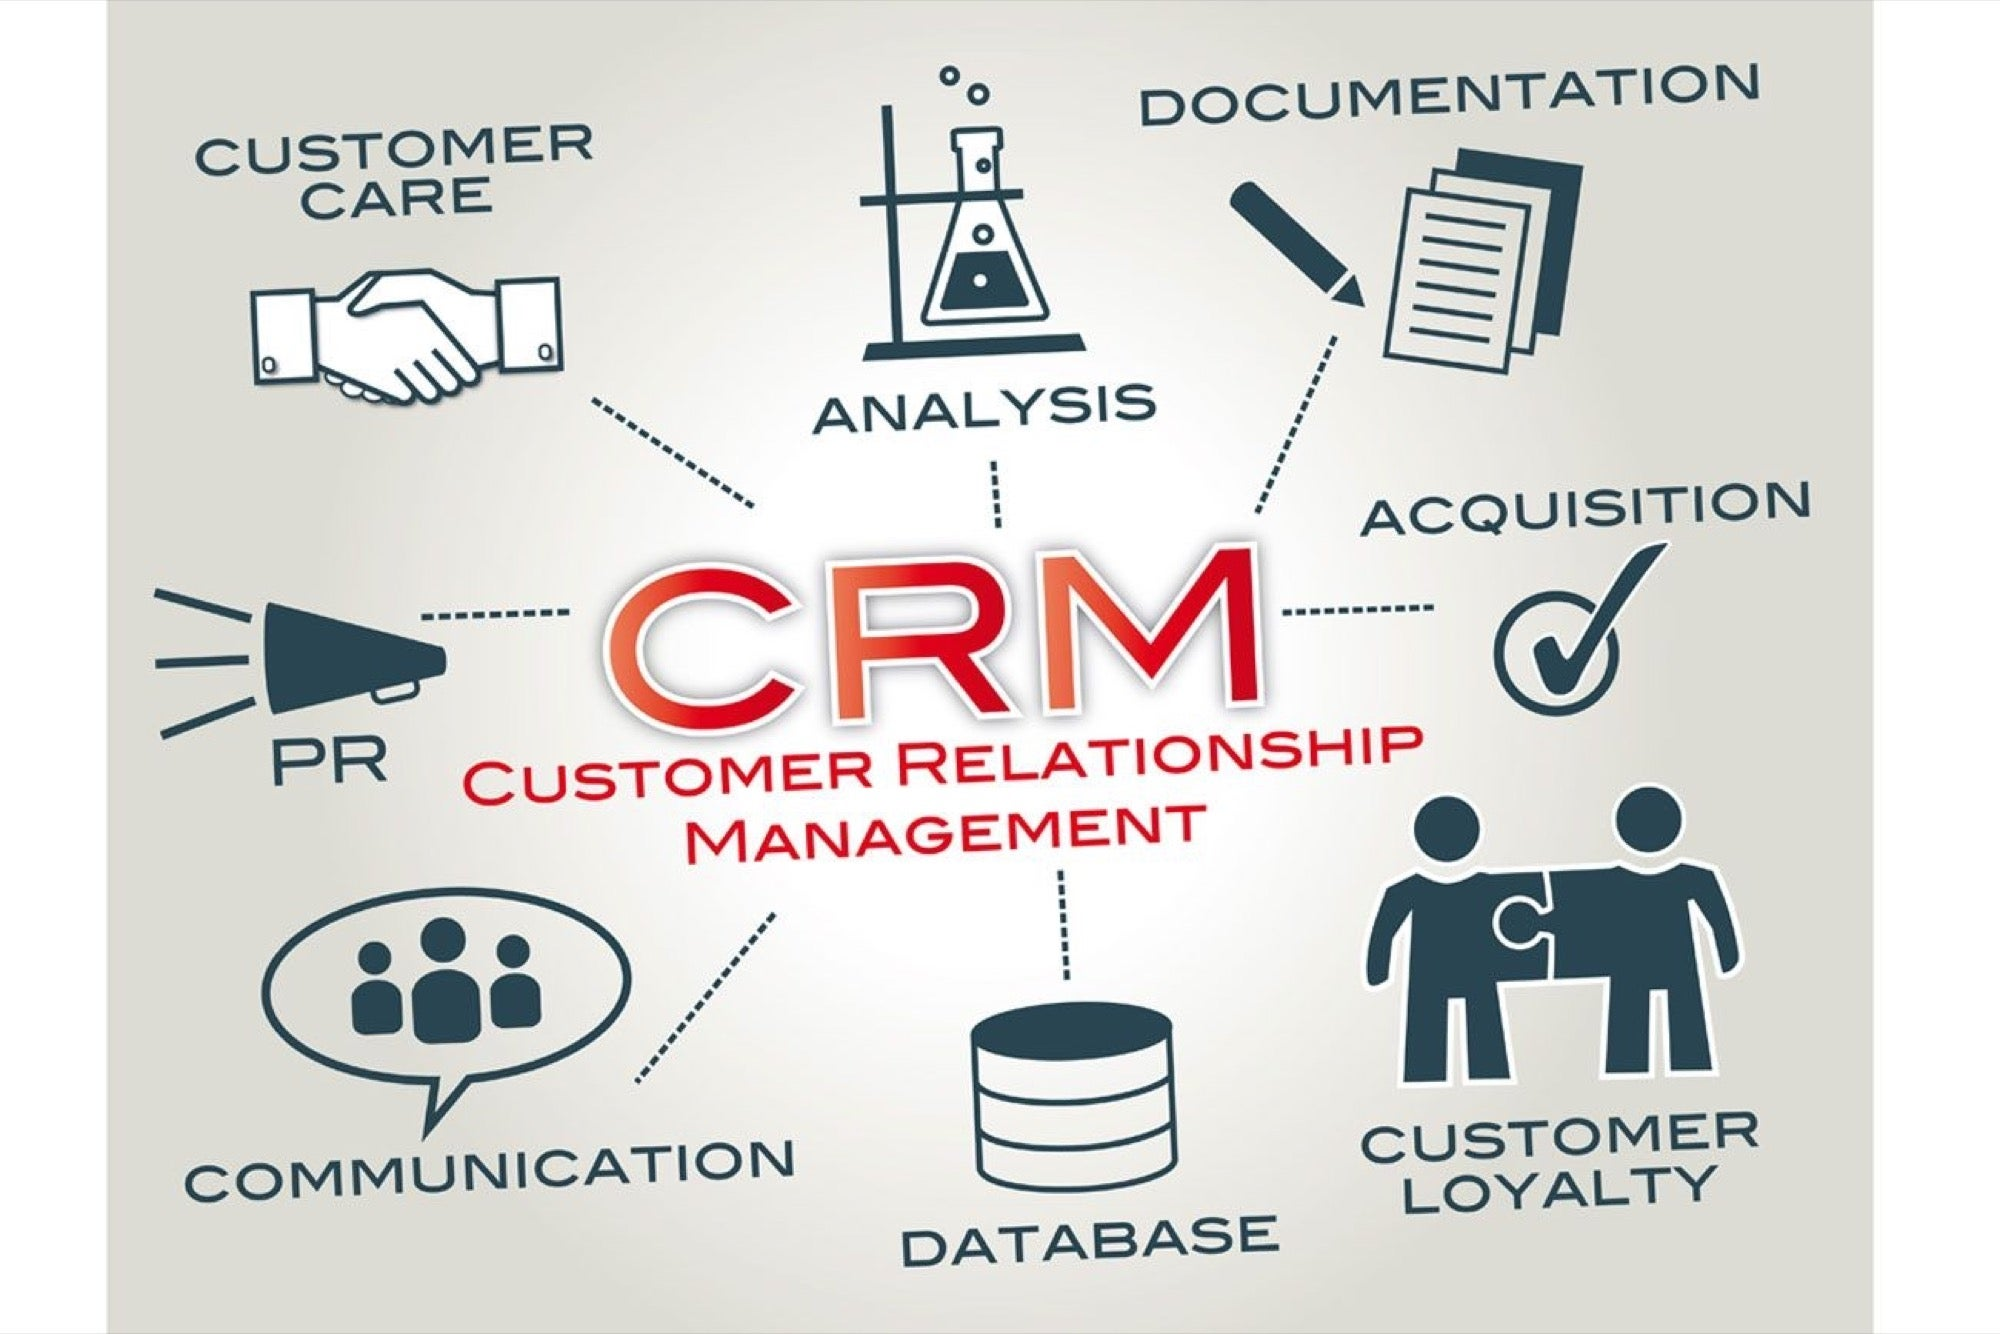 CUSTOMER
CARE
ANALYSIS
DOCUMENTATION
ACQUISITION
PR
CRM
CUSTOMER RELATIONSHIP
MANAGEMENT
COMMUNICATION
DATABASE
CUSTOMER
LOYALTY